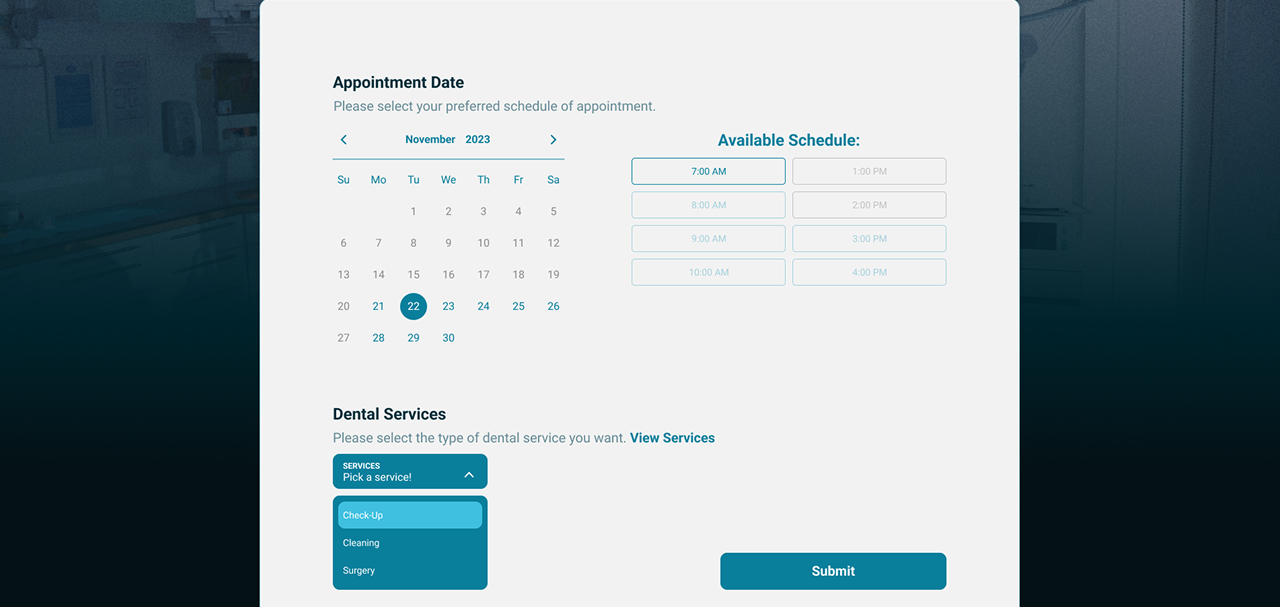 Appointment Date
Please select your preferred schedule of appointment.
November 2023
Su Mo Tu We Th Fr Sa
1 2 3 4 5
6 7 8 9 10 11 12
13 14 15 16 17 18 19
20 21 22 23 24 25 26
27 28 29 30
Available Schedule:
7:00 AM 1:00 PM
8:00 AM 2:00 PM
9:00 AM 3:00 PM
10:00 AM 4:00 PM
Dental Services
Please select the type of dental service you want. View Services
SERVICES
Pick a service!
Check-Up
Cleaning
Surgery
Submit